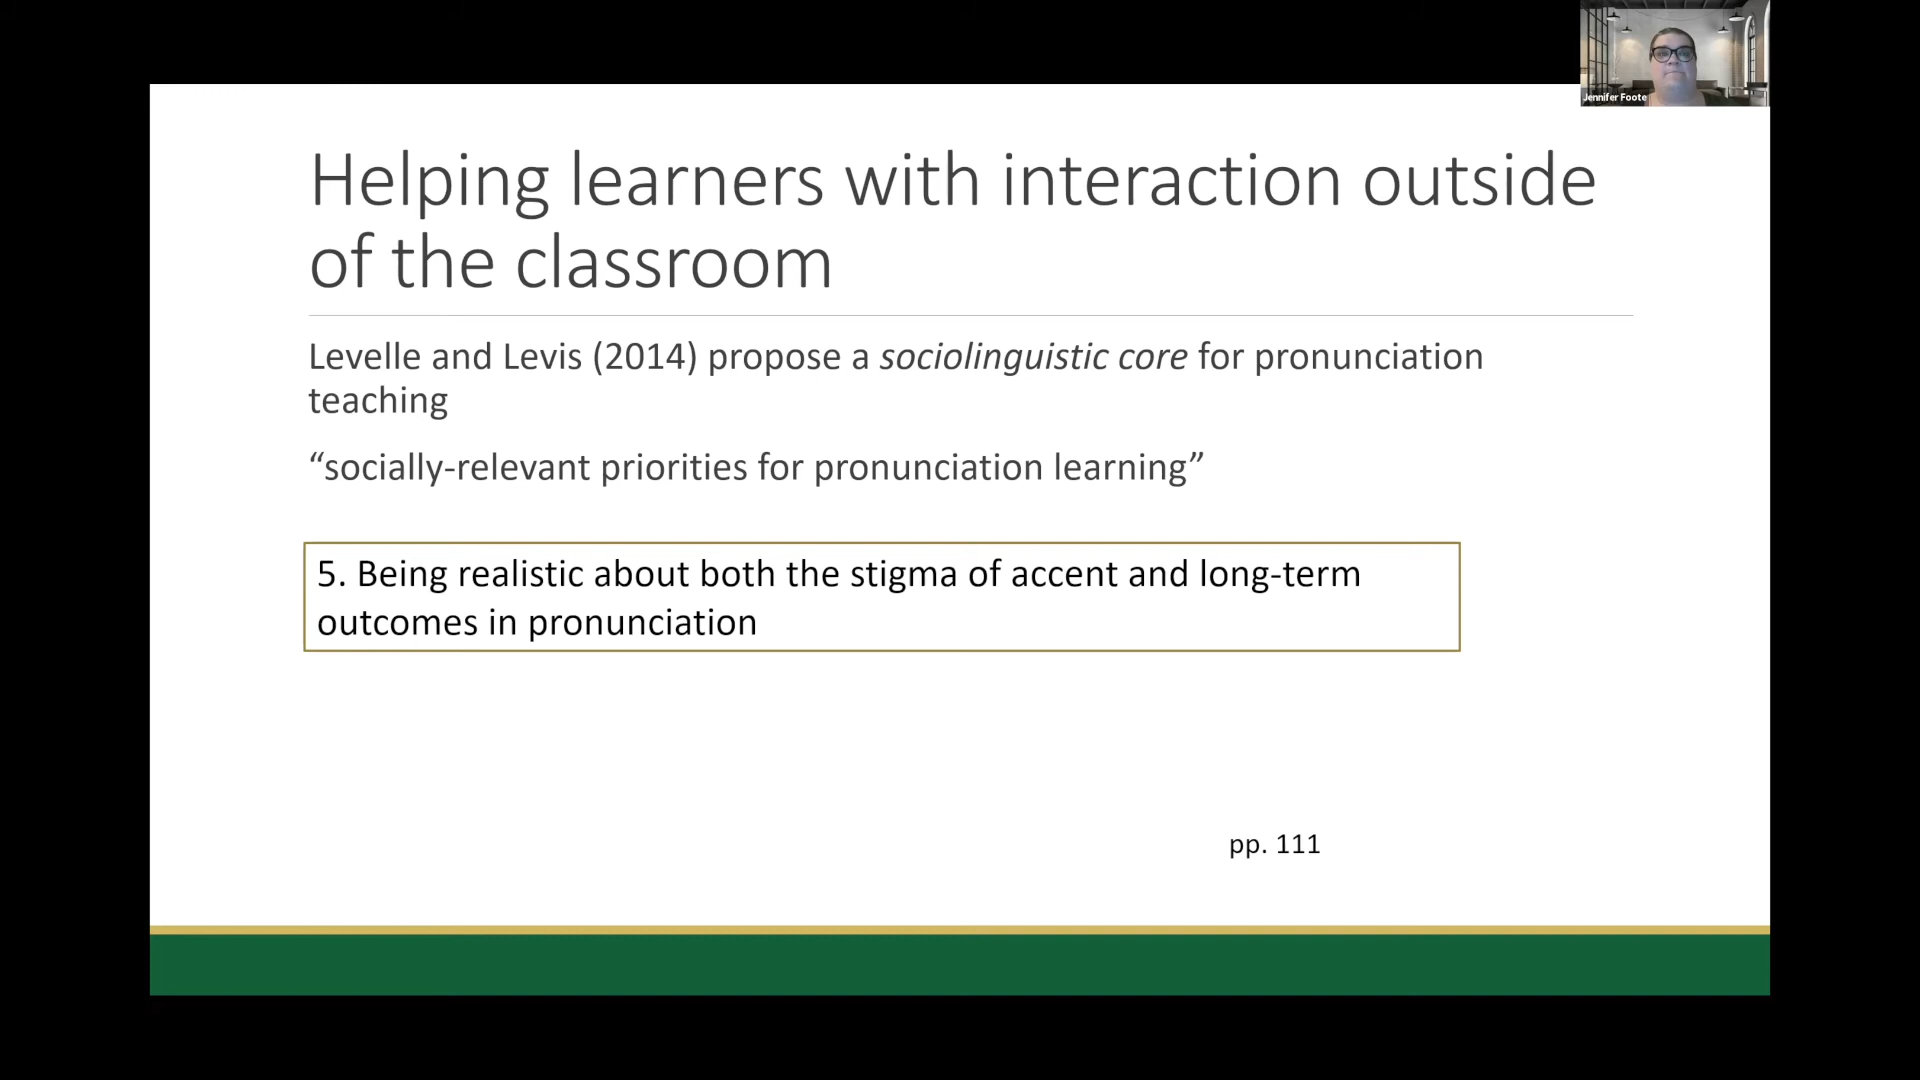 Jennifer Foote
Helping learners with interaction outside
of the classroom
Levelle and Levis (2014) propose a sociolinguistic core for pronunciation
teaching
“socially-relevant priorities for pronunciation learning”
5. Being realistic about both the stigma of accent and long-term
outcomes in pronunciation
pp. 111